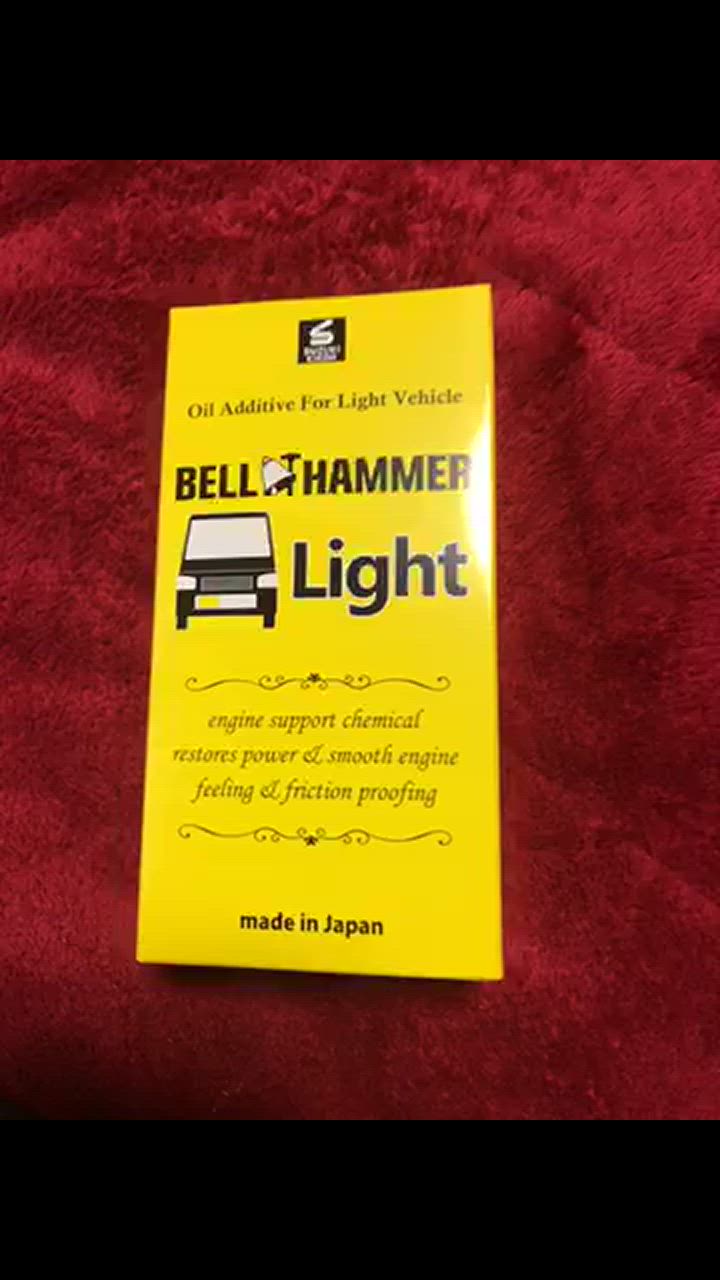 Oil Additive For Light Vehicle
BELL HAMMER
Light
engine support chemical
restores power & smooth engine
feeling & friction proofing
made in Japan